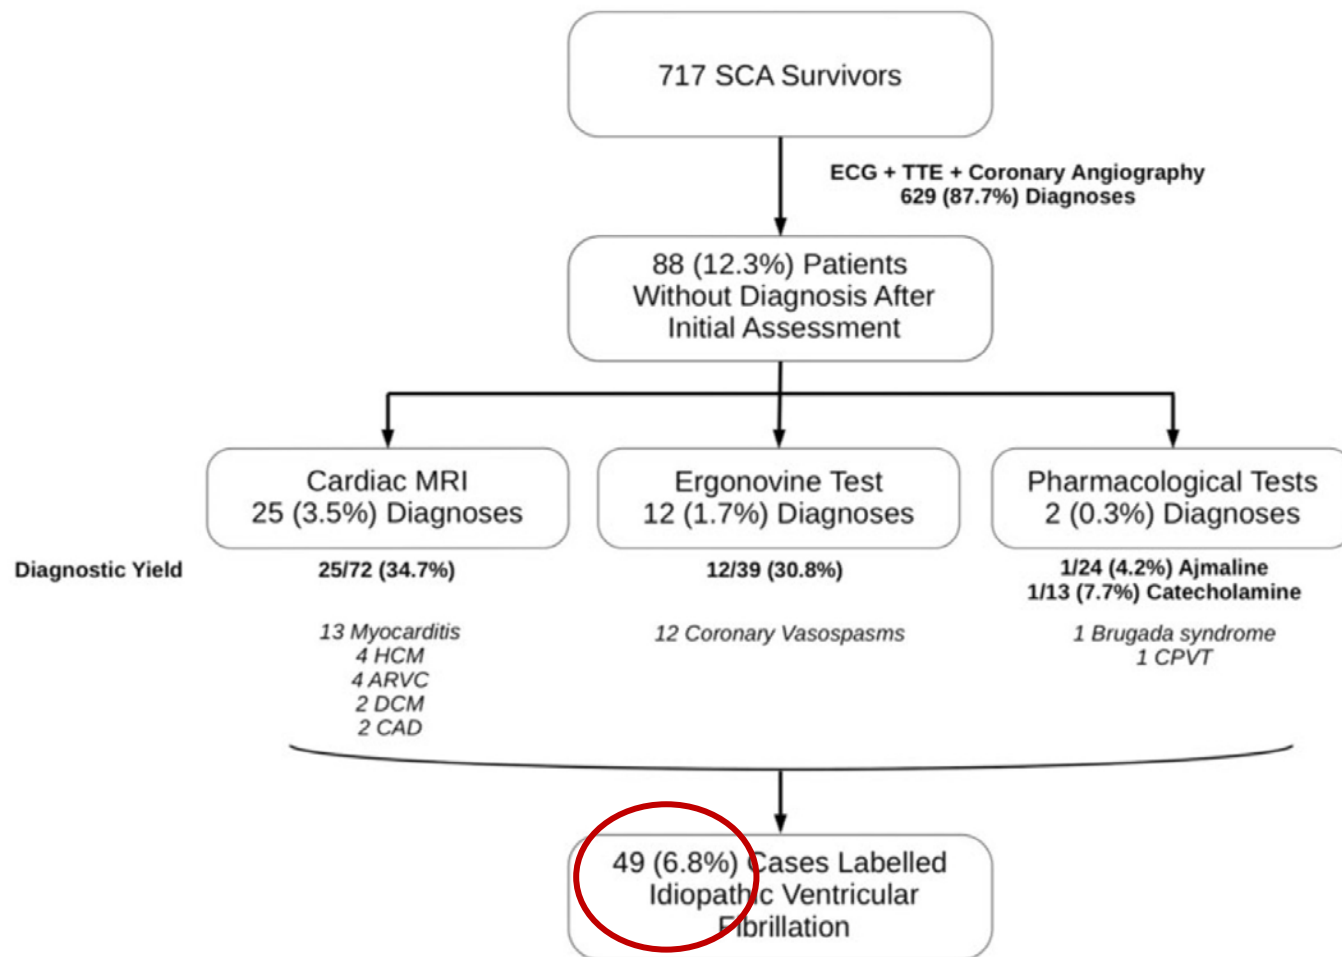 717 SCA Survivors
ECG + TTE + Coronary Angiography
629 (87.7%) Diagnoses
88 (12.3%) Patients
Without Diagnosis After
Initial Assessment
Cardiac MRI
25 (3.5%) Diagnoses
Ergonovine Test
12 (1.7%) Diagnoses
Pharmacological Tests
2 (0.3%) Diagnoses
Diagnostic Yield
25/72 (34.7%)
12/39 (30.8%)
1/24 (4.2%) Ajmaline
1/13 (7.7%) Catecholamine
13 Myocarditis
4 HCM
4 ARVC
2 DCM
2 CAD
12 Coronary Vasospasms
1 Brugada syndrome
1 CPVT
49 (6.8%) Cases Labelled
Idiopathic Ventricular
Fibrillation